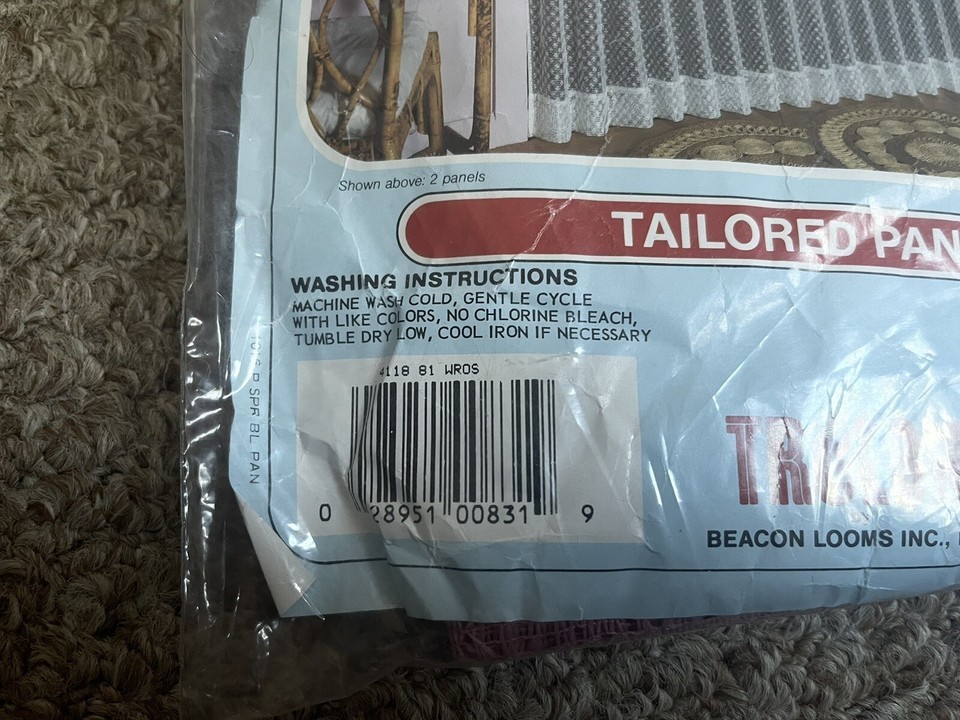 Shown above: 2 panels
TAILORED PAN
WASHING INSTRUCTIONS
MACHINE WASH COLD, GENTLE CYCLE
WITH LIKE COLORS, NO CHLORINE BLEACH,
TUMBLE DRY LOW, COOL IRON IF NECESSARY
4118 81 WROS
0 28951 00831 9
SPR BL PAN
BEACON LOOMS INC.,